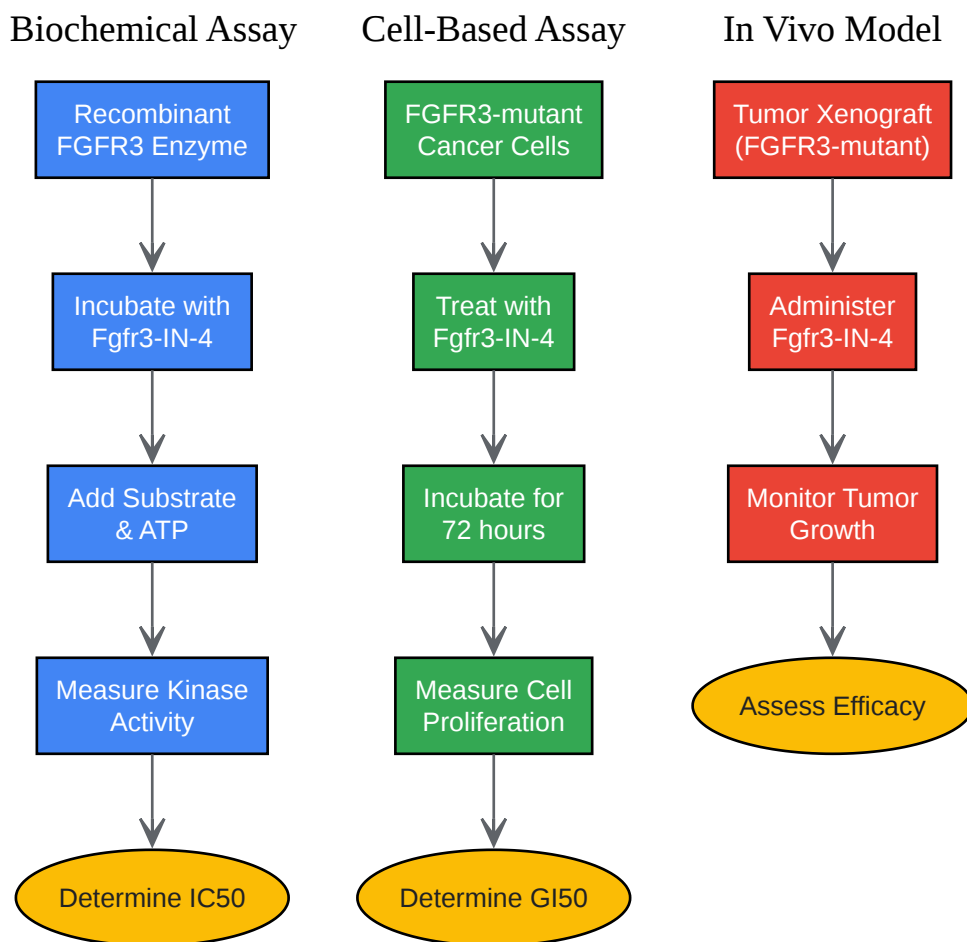 Biochemical Assay
Recombinant
FGFR3 Enzyme
Incubate with
Fgfr3-IN-4
Add Substrate
& ATP
Measure Kinase
Activity
Determine IC50
Cell-Based Assay
FGFR3-mutant
Cancer Cells
Treat with
Fgfr3-IN-4
Incubate for
72 hours
Measure Cell
Proliferation
Determine GI50
In Vivo Model
Tumor Xenograft
(FGFR3-mutant)
Administer
Fgfr3-IN-4
Monitor Tumor
Growth
Assess Efficacy